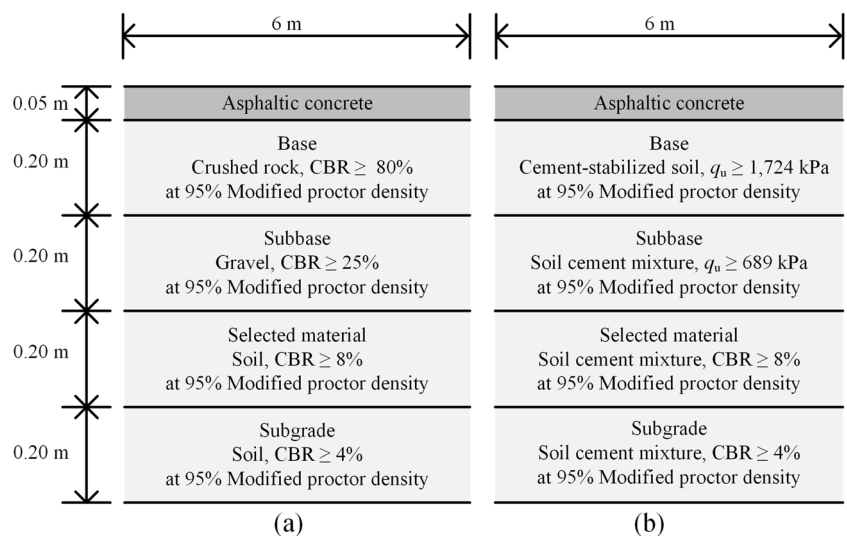 6 m
6 m
0.05 m
Asphaltic concrete
Asphaltic concrete
0.20 m
Base
Crushed rock, CBR ≥ 80%
at 95% Modified proctor density
Base
Cement-stabilized soil, qu ≥ 1,724 kPa
at 95% Modified proctor density
0.20 m
Subbase
Gravel, CBR ≥ 25%
at 95% Modified proctor density
Subbase
Soil cement mixture, qu ≥ 689 kPa
at 95% Modified proctor density
0.20 m
Selected material
Soil, CBR ≥ 8%
at 95% Modified proctor density
Selected material
Soil cement mixture, CBR ≥ 8%
at 95% Modified proctor density
0.20 m
Subgrade
Soil, CBR ≥ 4%
at 95% Modified proctor density
Subgrade
Soil cement mixture, CBR ≥ 4%
at 95% Modified proctor density
(a)
(b)